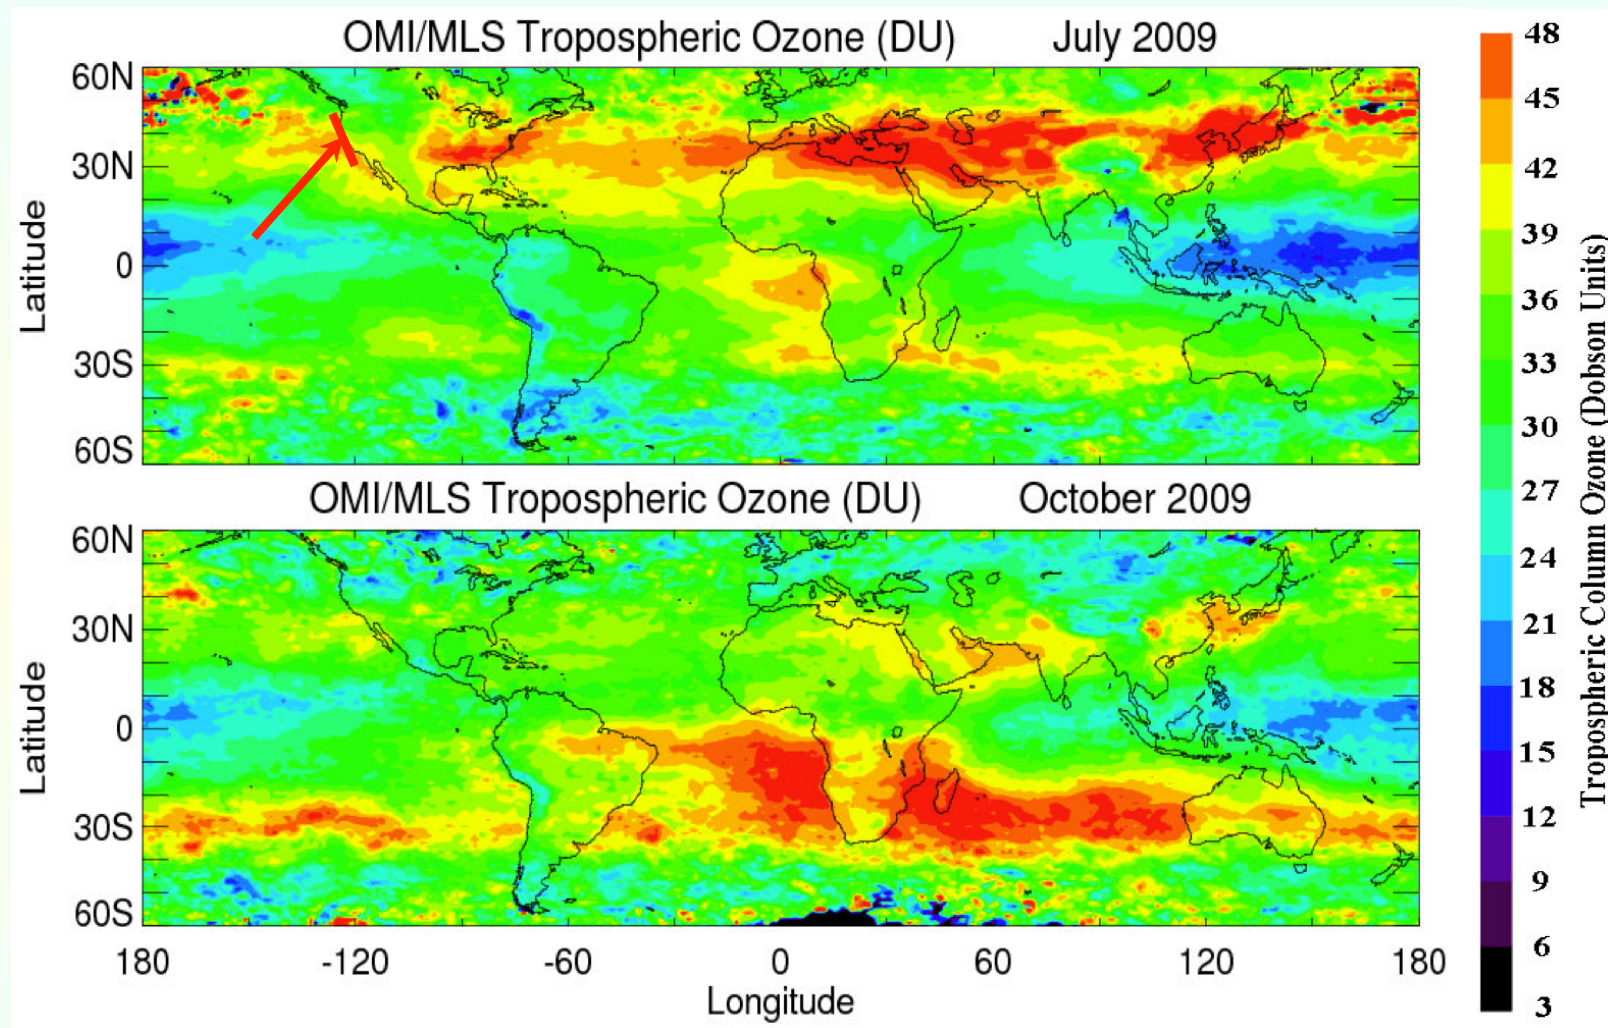 OMI/MLS Tropospheric Ozone (DU) July 2009
60N
30N
0
30S
60S
Latitude
OMI/MLS Tropospheric Ozone (DU) October 2009
60N
30N
0
30S
60S
Latitude
180 -120 -60 0 60 120 180
Longitude
48
45
42
39
36
33
30
27
24
21
18
15
12
9
6
3
Tropospheric Column Ozone (Dobson Units)